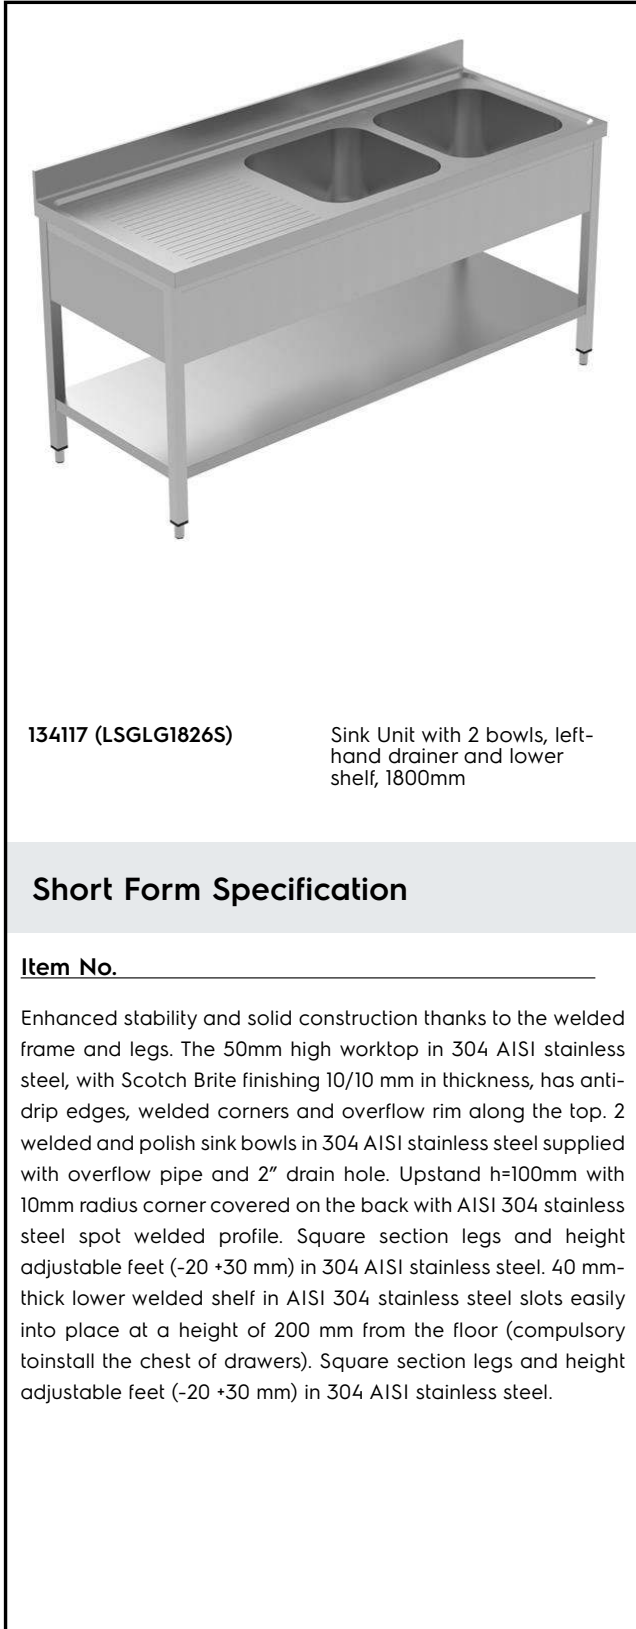 134117 (LSGLG1826S)
Sink Unit with 2 bowls, left-
hand drainer and lower
shelf, 1800mm
Short Form Specification
Item No.
Enhanced stability and solid construction thanks to the welded
frame and legs. The 50mm high worktop in 304 AISI stainless
steel, with Scotch Brite finishing 10/10 mm in thickness, has anti-
drip edges, welded corners and overflow rim along the top. 2
welded and polish sink bowls in 304 AISI stainless steel supplied
with overflow pipe and 2″ drain hole. Upstand h=100mm with
10mm radius corner covered on the back with AISI 304 stainless
steel spot welded profile. Square section legs and height
adjustable feet (-20 +30 mm) in 304 AISI stainless steel. 40 mm-
thick lower welded shelf in AISI 304 stainless steel slots easily
into place at a height of 200 mm from the floor (compulsory
toinstall the chest of drawers). Square section legs and height
adjustable feet (-20 +30 mm) in 304 AISI stainless steel.